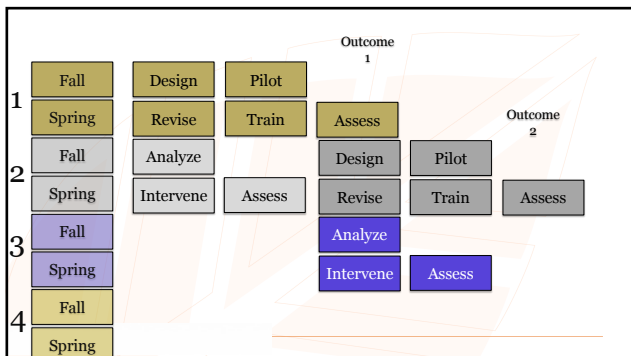 Outcome
1
1
Fall
Design
Pilot
Spring
Revise
Train
Assess
Outcome
2
2
Fall
Analyze
Design
Pilot
Spring
Intervene
Assess
Revise
Train
Assess
3
Fall
Analyze
Spring
Intervene
Assess
4
Fall
Spring